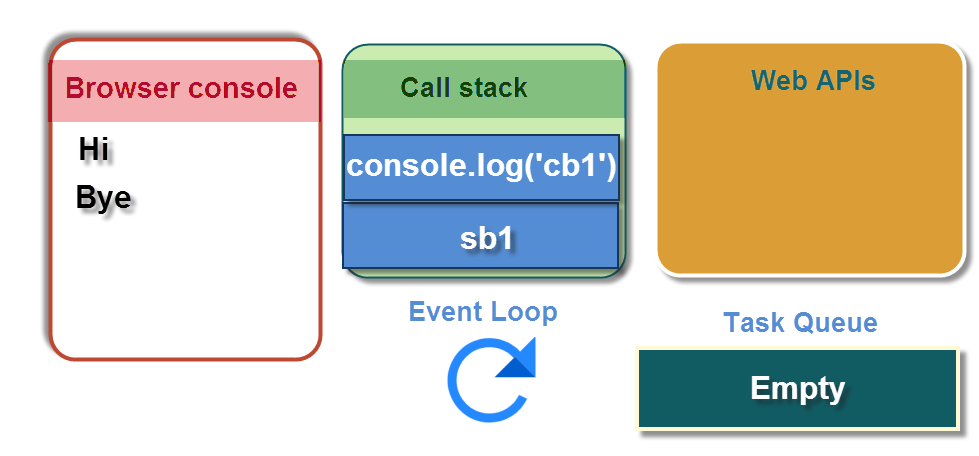 Browser console
Hi
Bye
Call stack
console.log('cb1')
sb1
Event Loop
Web APIs
Task Queue
Empty